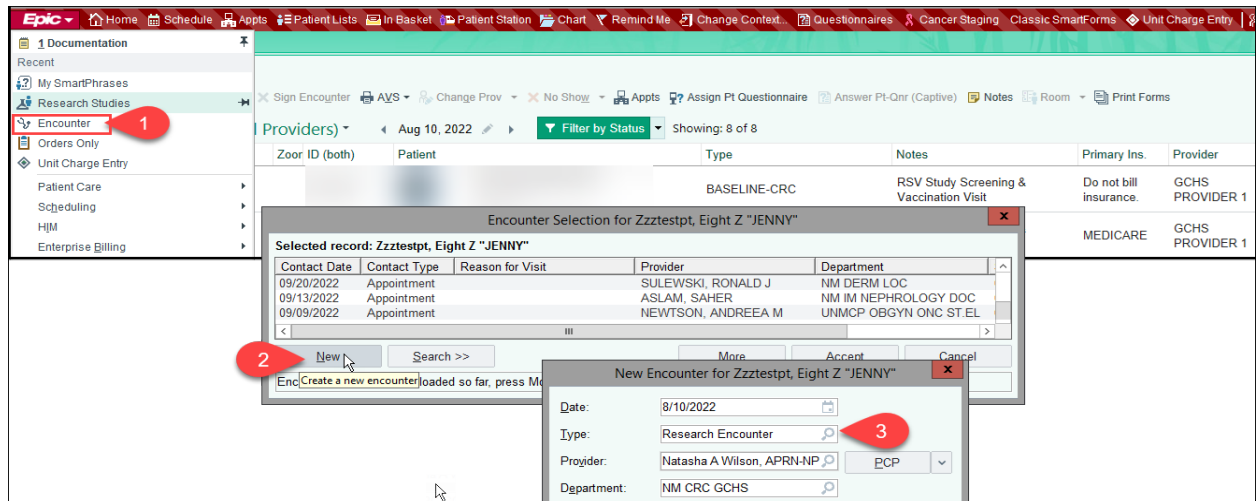 Epic Home Schedule Appts Patient Lists In Basket Patient Station Chart Remind Me Change Context... Questionnaires Cancer Staging Classic SmartForms Unit Charge Entry
1 Documentation
Recent
My SmartPhrases
Research Studies
Encounter
1
Orders Only
Unit Charge Entry
Patient Care
Scheduling
HIM
Enterprise Billing
Sign Encounter AVS Change Prov No Show Appts Assign Pt Questionnaire Answer Pt-Qnr (Captive) Notes Room Print Forms
Providers) Aug 10, 2022 Filter by Status Showing: 8 of 8
Zoor ID (both) Patient Type Notes Primary Ins. Provider
BASELINE-CRC RSV Study Screening & Do not bill GCHS
Vaccination Visit insurance. PROVIDER 1
MEDICARE GCHS
PROVIDER 1
Encounter Selection for Zzztestpt, Eight Z "JENNY" x
Selected record: Zzztestpt, Eight Z "JENNY"
Contact Date Contact Type Reason for Visit Provider Department
09/20/2022 Appointment SULEWSKI, RONALD J NM DERM LOC
09/13/2022 Appointment ASLAM, SAHER NM IM NEPHROLOGY DOC
09/09/2022 Appointment NEWTSON, ANDREEA M UNMCP OBGYN ONC ST.EL
2 New Search >> More Accept Cancel
Enc Create a new encounter loaded so far, press Mo
New Encounter for Zzztestpt, Eight Z "JENNY" x
Date: 8/10/2022
Type: Research Encounter 3
Provider: Natasha A Wilson, APRN-NP PCP
Department: NM CRC GCHS